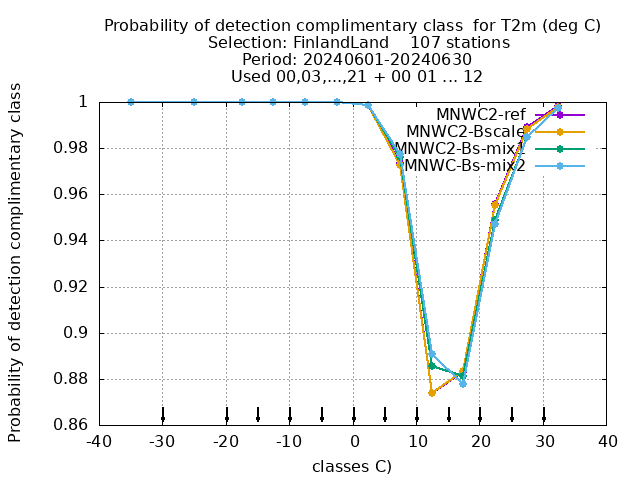 Probability of detection complimentary class  for T2m (deg C)
Selection: FinlandLand    107 stations
Period: 20240601-20240630
Used 00,03,...,21 + 00 01 ... 12
Probability of detection complimentary class
1
0.98
0.96
0.94
0.92
0.9
0.88
0.86
MNWC2-ref
MNWC2-Bscale
MNWC2-Bs-mix1
MNWC-Bs-mix2
-40 -30 -20 -10 0 10 20 30 40
classes C)